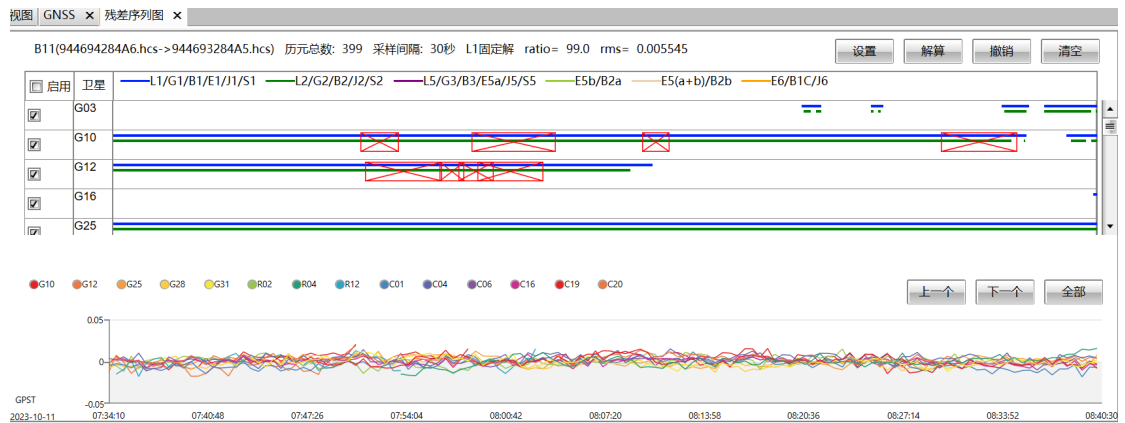 视图 GNSS × 残差序列图 ×
B11(944694284A6.hcs->944693284A5.hcs) 历元总数: 399 采样间隔: 30秒 L1固定解 ratio= 99.0 rms= 0.005545 设置 解算 撤销 清空
启用 卫星 L1/G1/B1/E1/J1/S1 L2/G2/B2/J2/S2 L5/G3/B3/E5a/J5/S5 E5b/B2a E5(a+b)/B2b E6/B1C/J6
G03
G10
G12
G16
G25
G10 G12 G25 G28 G31 R02 R04 R12 C01 C04 C06 C16 C19 C20 上一个 下一个 全部
0.05
0
-0.05
GPST
2023-10-11 07:34:10 07:40:48 07:47:26 07:54:04 08:00:42 08:07:20 08:13:58 08:20:36 08:27:14 08:33:52 08:40:30